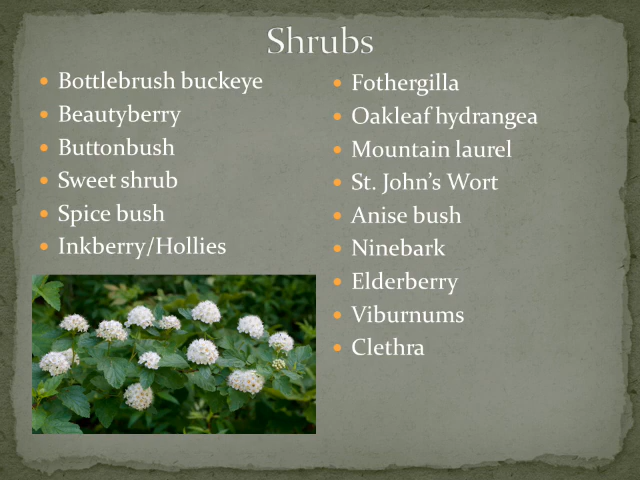 Shrubs
• Bottlebrush buckeye
• Beautyberry
• Buttonbush
• Sweet shrub
• Spice bush
• Inkberry/Hollies
• Fothergilla
• Oakleaf hydrangea
• Mountain laurel
• St. John’s Wort
• Anise bush
• Ninebark
• Elderberry
• Viburnums
• Clethra